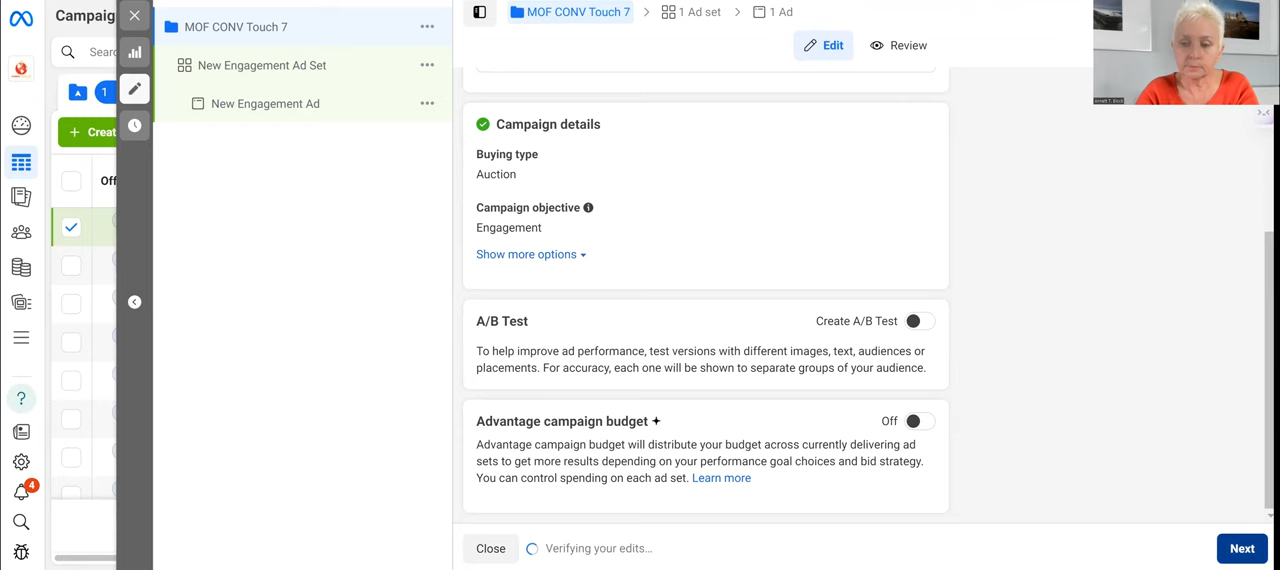 Campaig
Searc
1
+ Creat
Off
4
MOF CONV Touch 7
New Engagement Ad Set
New Engagement Ad
MOF CONV Touch 7
1 Ad set
1 Ad
Edit
Review
Campaign details
Buying type
Auction
Campaign objective
Engagement
Show more options
A/B Test
Create A/B Test
To help improve ad performance, test versions with different images, text, audiences or
placements. For accuracy, each one will be shown to separate groups of your audience.
Advantage campaign budget
Off
Advantage campaign budget will distribute your budget across currently delivering ad
sets to get more results depending on your performance goal choices and bid strategy.
You can control spending on each ad set. Learn more
Close
Verifying your edits...
Next